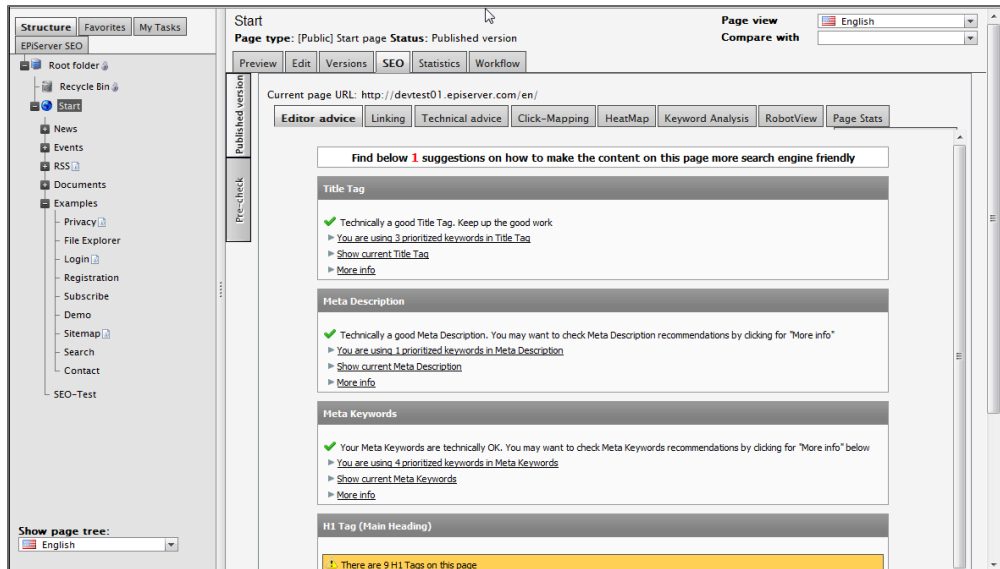 Structure Favorites My Tasks
EPiServer SEO
Root folder
Recycle Bin
Start
News
Events
RSS
Documents
Examples
Privacy
File Explorer
Login
Registration
Subscribe
Demo
Sitemap
Search
Contact
SEO-Test
Show page tree:
English
Start
Page type: [Public] Start page Status: Published version
Page view English
Compare with
Preview Edit Versions SEO Statistics Workflow
Published version
Pre-check
Current page URL: http://devtest01.episerver.com/en/
Editor advice Linking Technical advice Click-Mapping HeatMap Keyword Analysis RobotView Page Stats
Find below 1 suggestions on how to make the content on this page more search engine friendly
Title Tag
Technically a good Title Tag. Keep up the good work
You are using 3 prioritized keywords in Title Tag
Show current Title Tag
More info
Meta Description
Technically a good Meta Description. You may want to check Meta Description recommendations by clicking for "More info"
You are using 1 prioritized keywords in Meta Description
Show current Meta Description
More info
Meta Keywords
Your Meta Keywords are technically OK. You may want to check Meta Keywords recommendations by clicking for "More info" below
You are using 4 prioritized keywords in Meta Keywords
Show current Meta Keywords
More info
H1 Tag (Main Heading)
There are 9 H1 Tags on this page